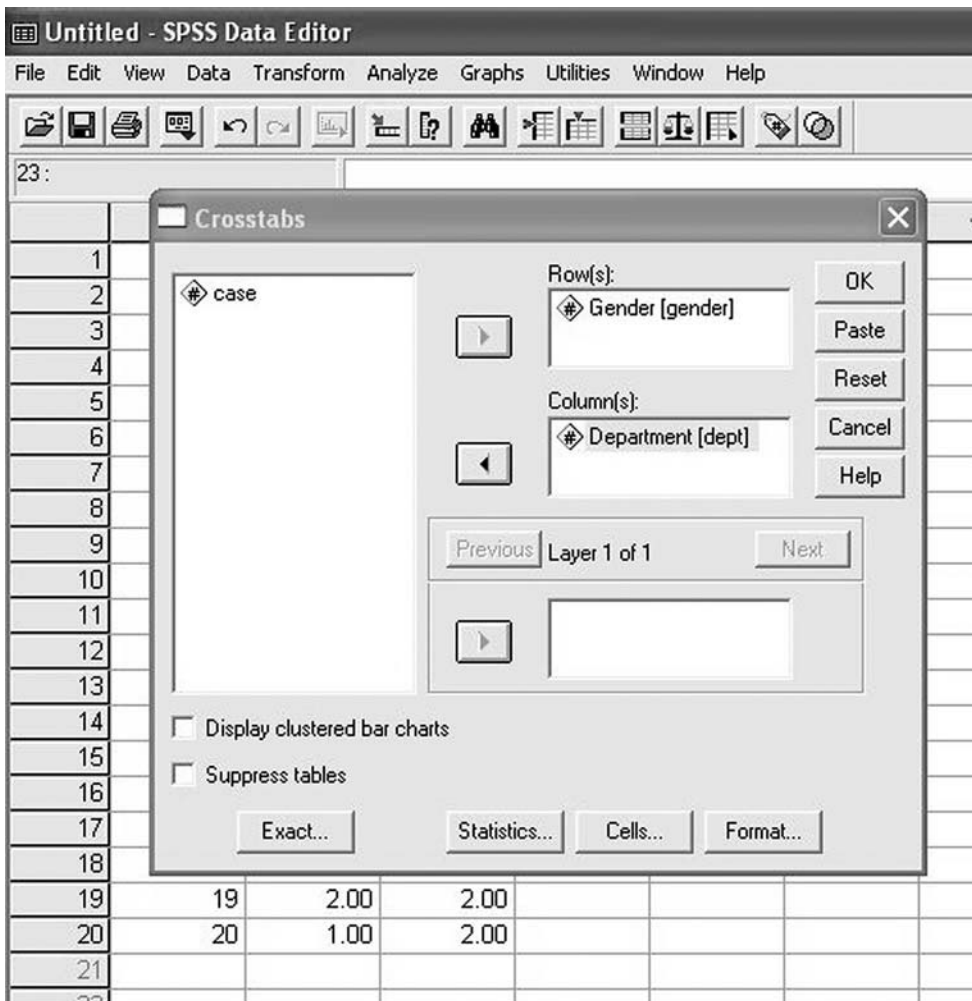 Untitled - SPSS Data Editor
File Edit View Data Transform Analyze Graphs Utilities Window Help
23 :
Crosstabs
# case
Row(s):
# Gender [gender]
Column(s):
# Department [dept]
OK
Paste
Reset
Cancel
Help
Previous Layer 1 of 1 Next
Display clustered bar charts
Suppress tables
Exact... Statistics... Cells... Format...
1
2
3
4
5
6
7
8
9
10
11
12
13
14
15
16
17
18
19 19 2.00 2.00
20 20 1.00 2.00
21